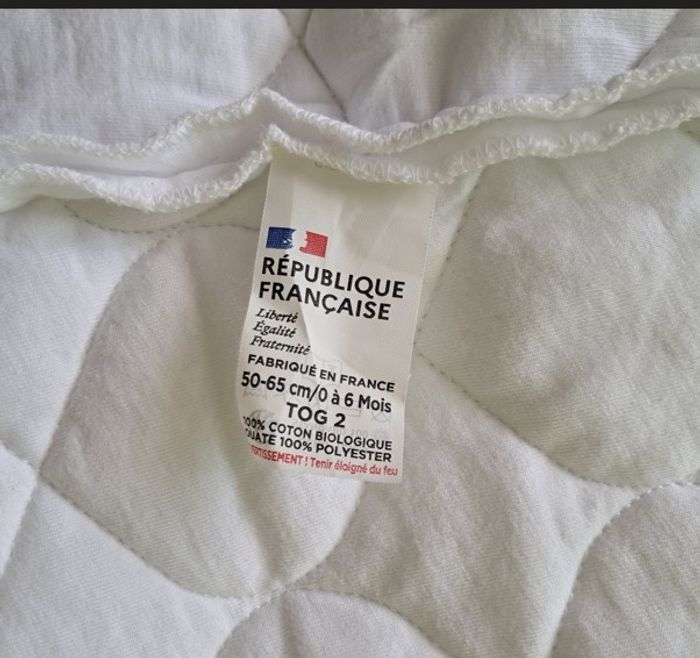 RÉPUBLIQUE
FRANÇAISE
Liberté
Égalité
Fraternité
FABRIQUÉ EN FRANCE
50-65 cm/0 à 6 Mois
TOG 2
100% COTON BIOLOGIQUE
OUATE 100% POLYESTER
AVERTISSEMENT ! Tenir éloigné du feu